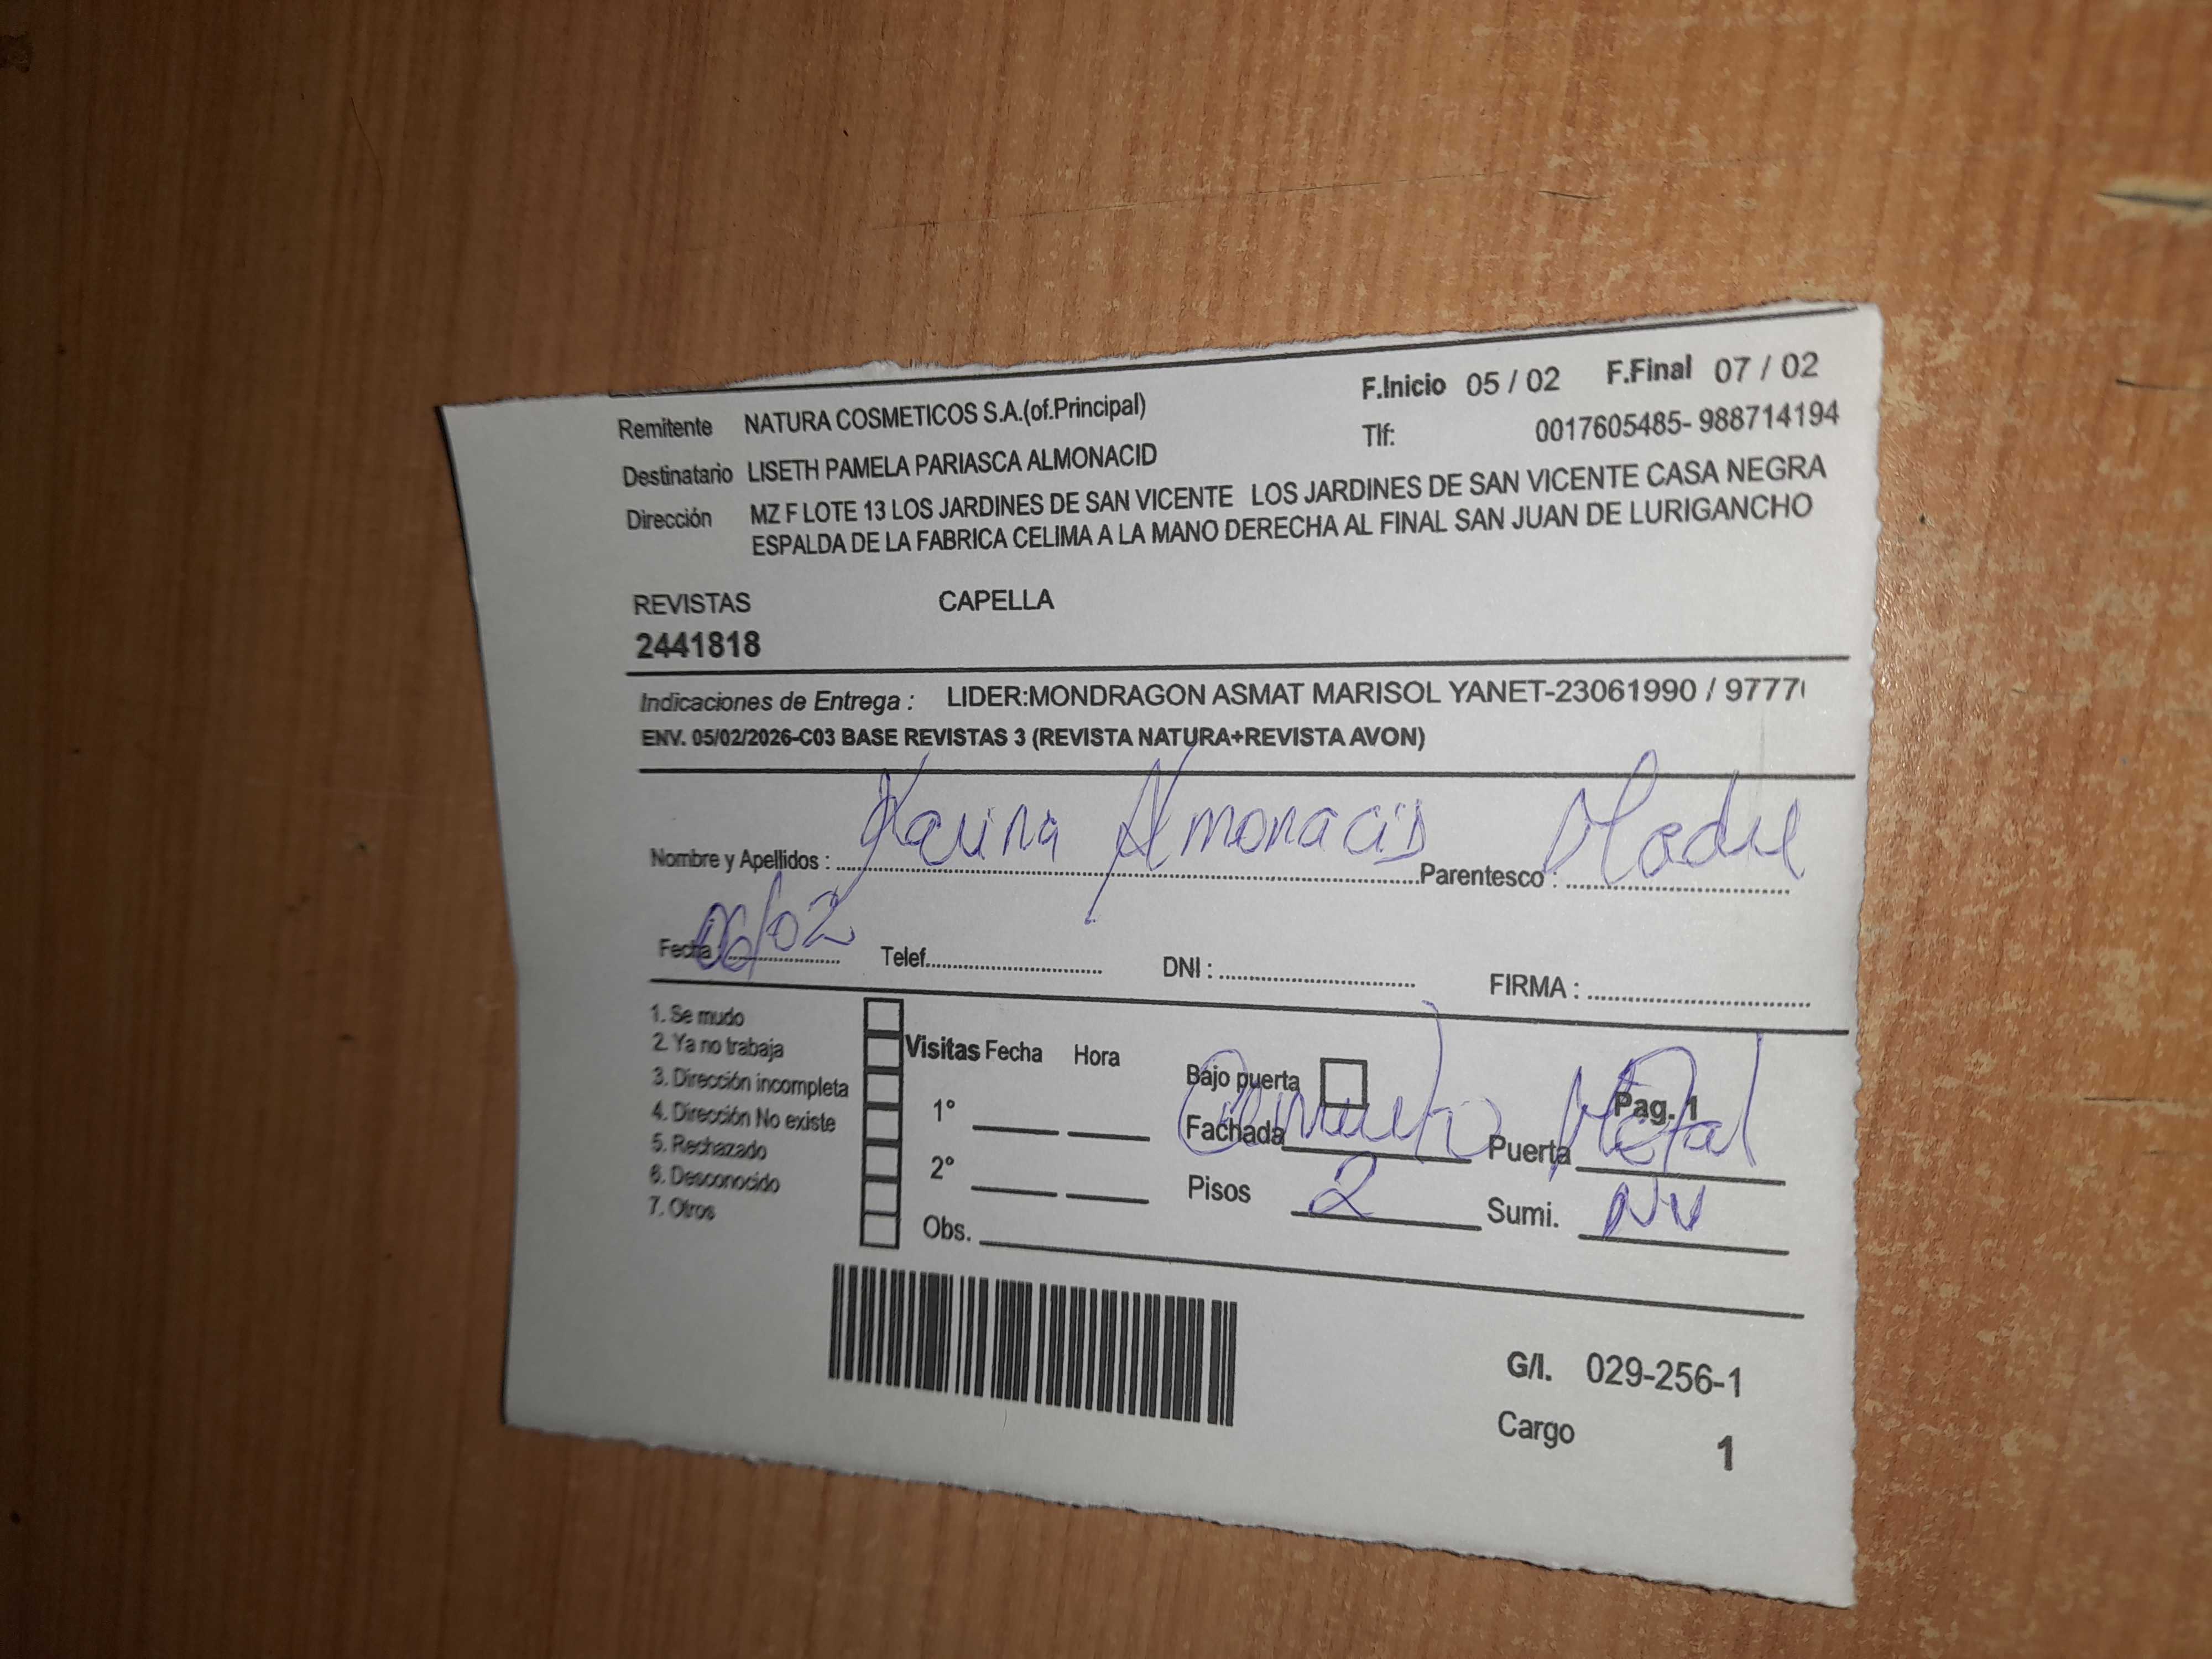 F.Inicio 05 / 02 F.Final 07 / 02
Remitente NATURA COSMETICOS S.A.(of.Principal) Tlf: 0017605485- 988714194
Destinatario LISETH PAMELA PARIASCA ALMONACID
Dirección MZ F LOTE 13 LOS JARDINES DE SAN VICENTE LOS JARDINES DE SAN VICENTE CASA NEGRA
ESPALDA DE LA FABRICA CELIMA A LA MANO DERECHA AL FINAL SAN JUAN DE LURIGANCHO
REVISTAS CAPELLA
2441818
Indicaciones de Entrega : LIDER:MONDRAGON ASMAT MARISOL YANET-23061990 / 9777
ENV. 05/02/2026-C03 BASE REVISTAS 3 (REVISTA NATURA+REVISTA AVON)
Nombre y Apellidos : Karina Almonacid Parentesco : Madre
Fecha : 06/02 Telef. DNI : FIRMA :
1. Se mudo
2. Ya no trabaja
3. Dirección incompleta
4. Dirección No existe
5. Rechazado
6. Desconocido
7. Otros
Visitas Fecha Hora
1°
2°
Obs.
Bajo puerta Pag. 1
Fachada Puerta Metal
Pisos 2 Sumi. NV
G/I. 029-256-1
Cargo 1